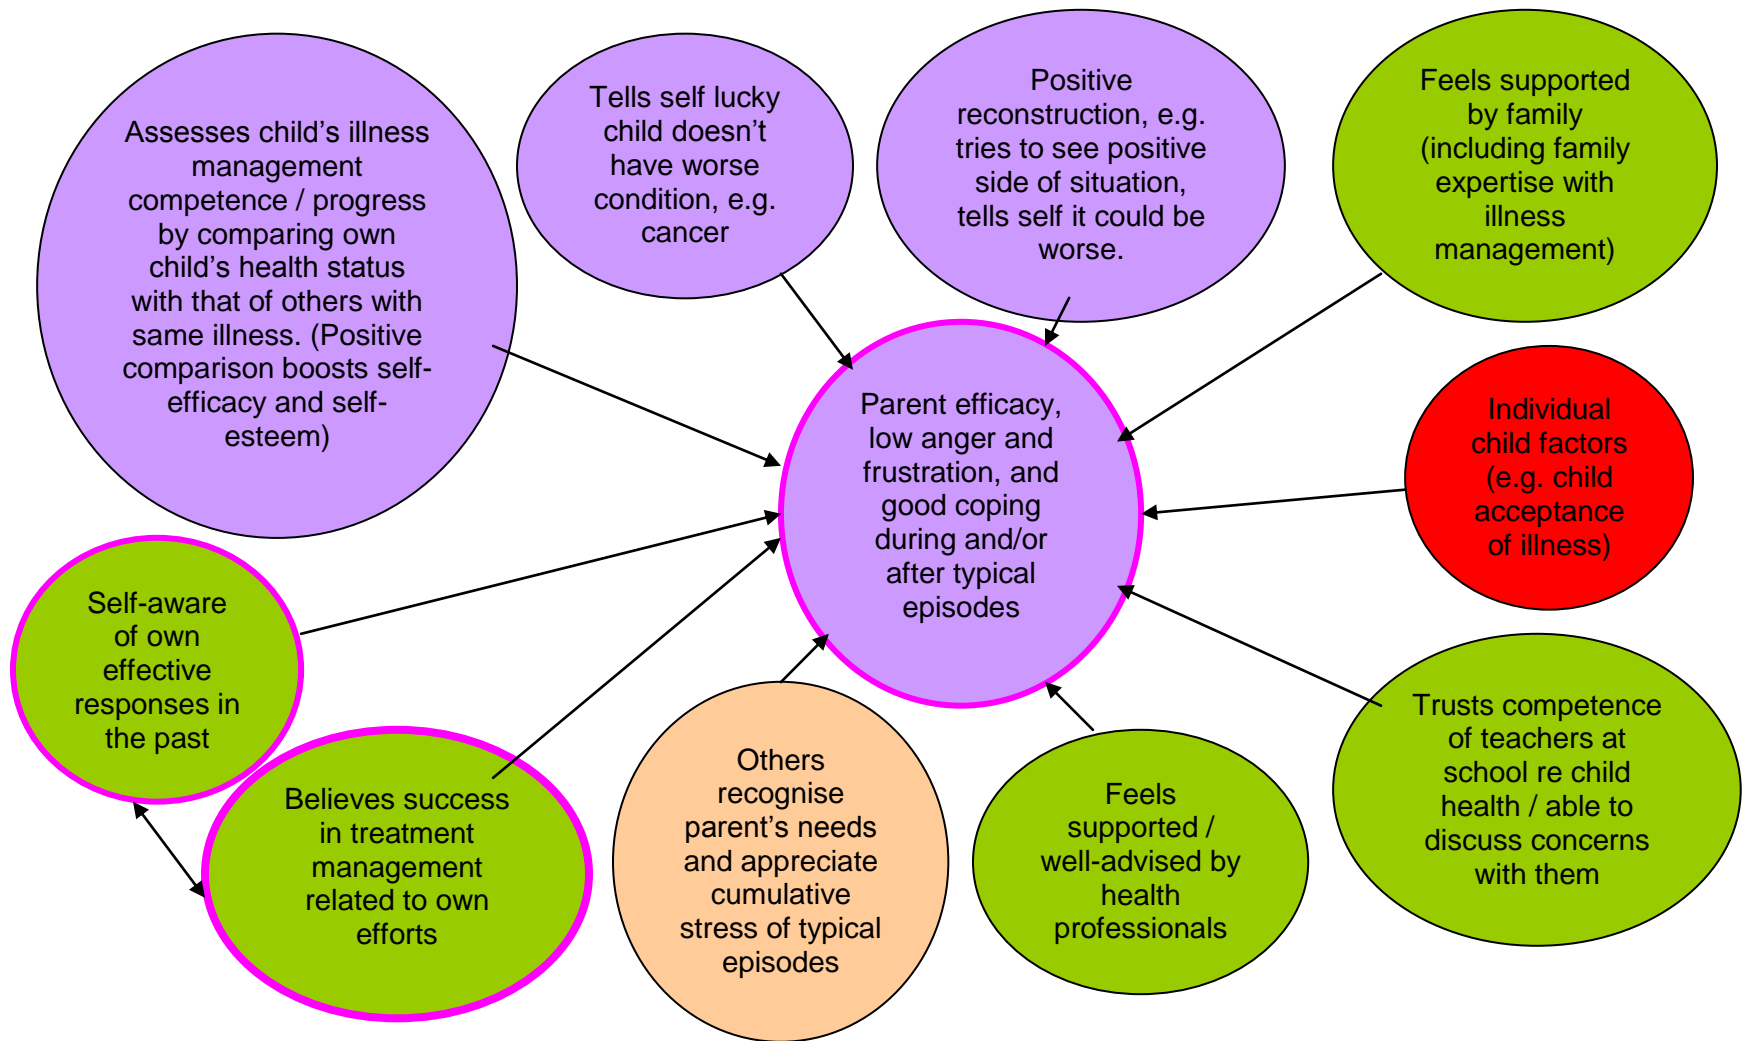 Assesses child’s illness
management
competence / progress
by comparing own
child’s health status
with that of others with
same illness. (Positive
comparison boosts self-
efficacy and self-
esteem)
Tells self lucky
child doesn’t
have worse
condition, e.g.
cancer
Positive
reconstruction, e.g.
tries to see positive
side of situation,
tells self it could be
worse.
Feels supported
by family
(including family
expertise with
illness
management)
Parent efficacy,
low anger and
frustration, and
good coping
during and/or
after typical
episodes
Individual
child factors
(e.g. child
acceptance
of illness)
Self-aware
of own
effective
responses in
the past
Believes success
in treatment
management
related to own
efforts
Others
recognise
parent’s needs
and appreciate
cumulative
stress of typical
episodes
Feels
supported /
well-advised by
health
professionals
Trusts competence
of teachers at
school re child
health / able to
discuss concerns
with them